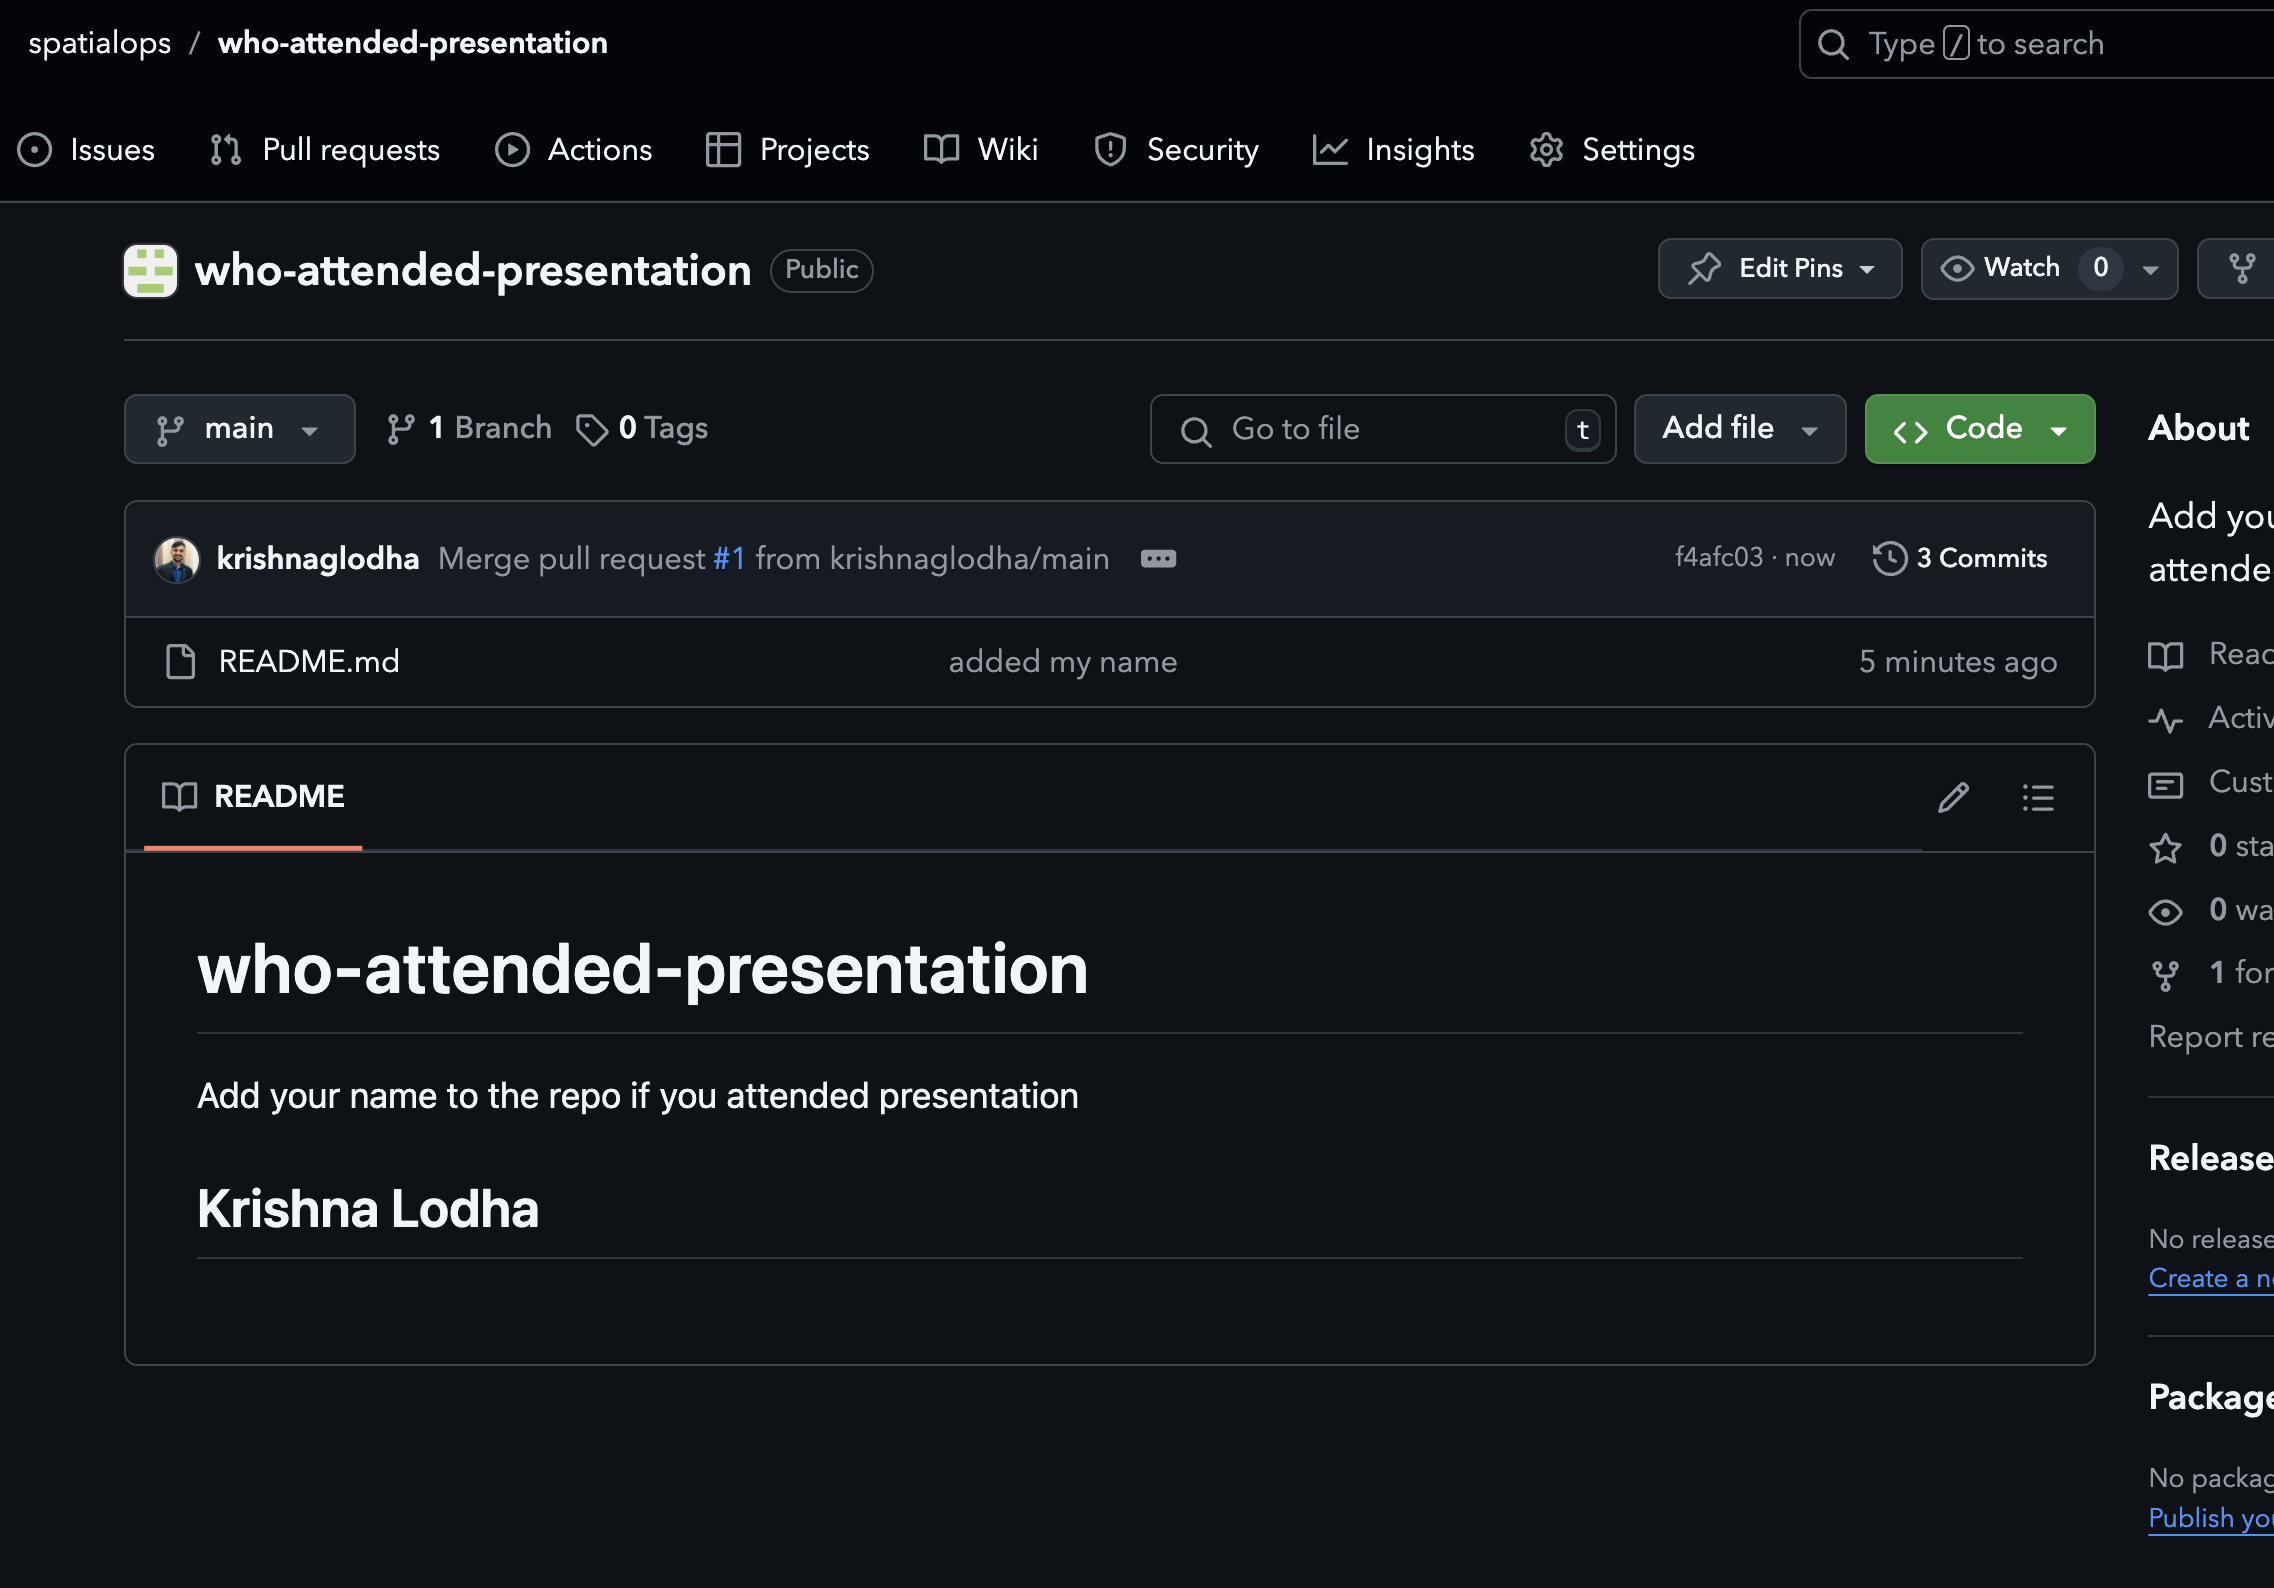 spatialops / who-attended-presentation
Type / to search
Issues Pull requests Actions Projects Wiki Security Insights Settings
who-attended-presentation Public
Edit Pins Watch 0
main 1 Branch 0 Tags
Go to file t Add file Code
About
Add you
attende
krishnaglodha Merge pull request #1 from krishnaglodha/main
f4afc03 · now 3 Commits
README.md added my name 5 minutes ago
Read
Activ
Cust
0 sta
0 wa
1 for
Report re
README
who-attended-presentation
Add your name to the repo if you attended presentation
Krishna Lodha
Release
No release
Create a n
Package
No packag
Publish you